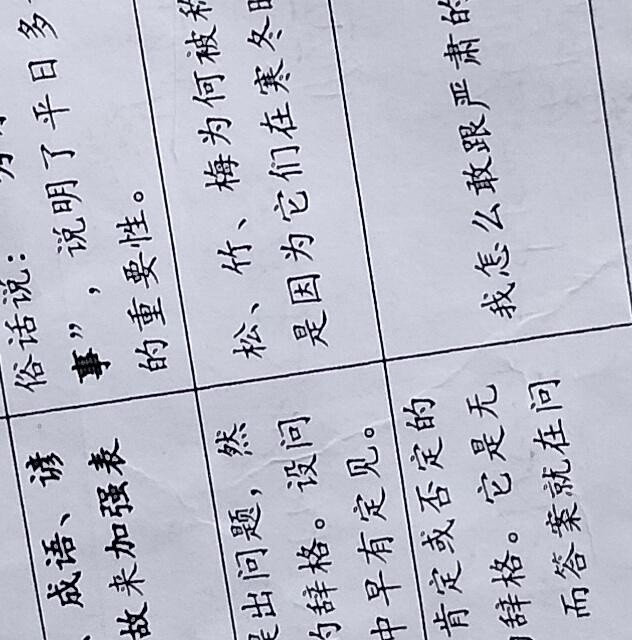 、成语、谚
故来加强表
俗话说：
事”，说明了平日多
的重要性。
出问题，然
的辞格。设问
中早有定见。
松、竹、梅为何被称
是因为它们在寒冬
肯定或否定的
辞格。它是无
而答案就在问
我怎么敢跟严肃的